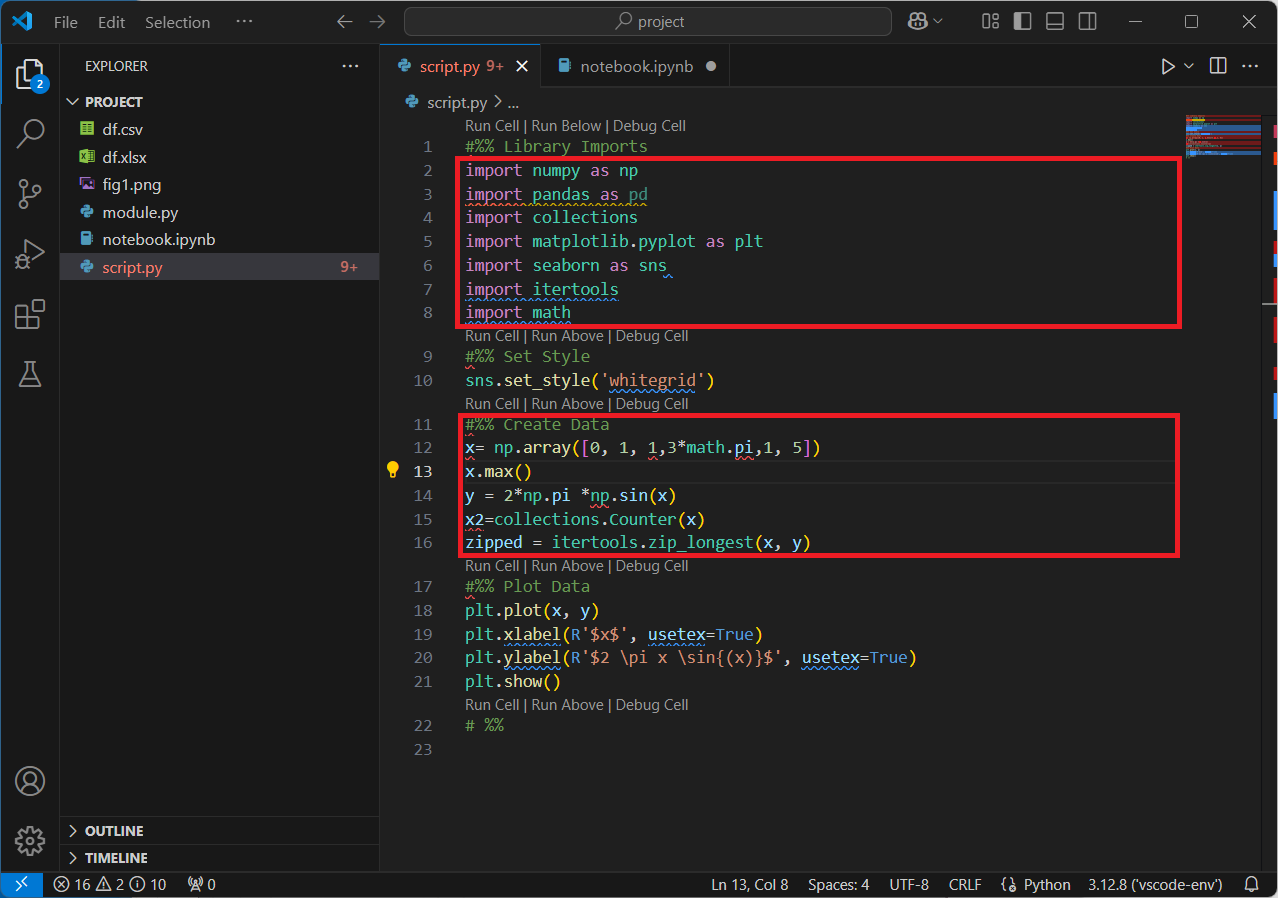 File Edit Selection ··· project
EXPLORER ···
PROJECT
df.csv
df.xlsx
fig1.png
module.py
notebook.ipynb
script.py 9+
OUTLINE
TIMELINE
2
script.py 9+ notebook.ipynb
script.py > ...
Run Cell | Run Below | Debug Cell
1 #%% Library Imports
2 import numpy as np
3 import pandas as pd
4 import collections
5 import matplotlib.pyplot as plt
6 import seaborn as sns
7 import itertools
8 import math
Run Cell | Run Above | Debug Cell
9 #%% Set Style
10 sns.set_style('whitegrid')
Run Cell | Run Above | Debug Cell
11 #%% Create Data
12 x= np.array([0, 1, 1,3*math.pi,1, 5])
13 x.max()
14 y = 2*np.pi *np.sin(x)
15 x2=collections.Counter(x)
16 zipped = itertools.zip_longest(x, y)
Run Cell | Run Above | Debug Cell
17 #%% Plot Data
18 plt.plot(x, y)
19 plt.xlabel(R'$x$', usetex=True)
20 plt.ylabel(R'$2 \pi x \sin{(x)}$', usetex=True)
21 plt.show()
Run Cell | Run Above | Debug Cell
22 # %%
23
16 2 10 0 Ln 13, Col 8 Spaces: 4 UTF-8 CRLF Python 3.12.8 ('vscode-env')